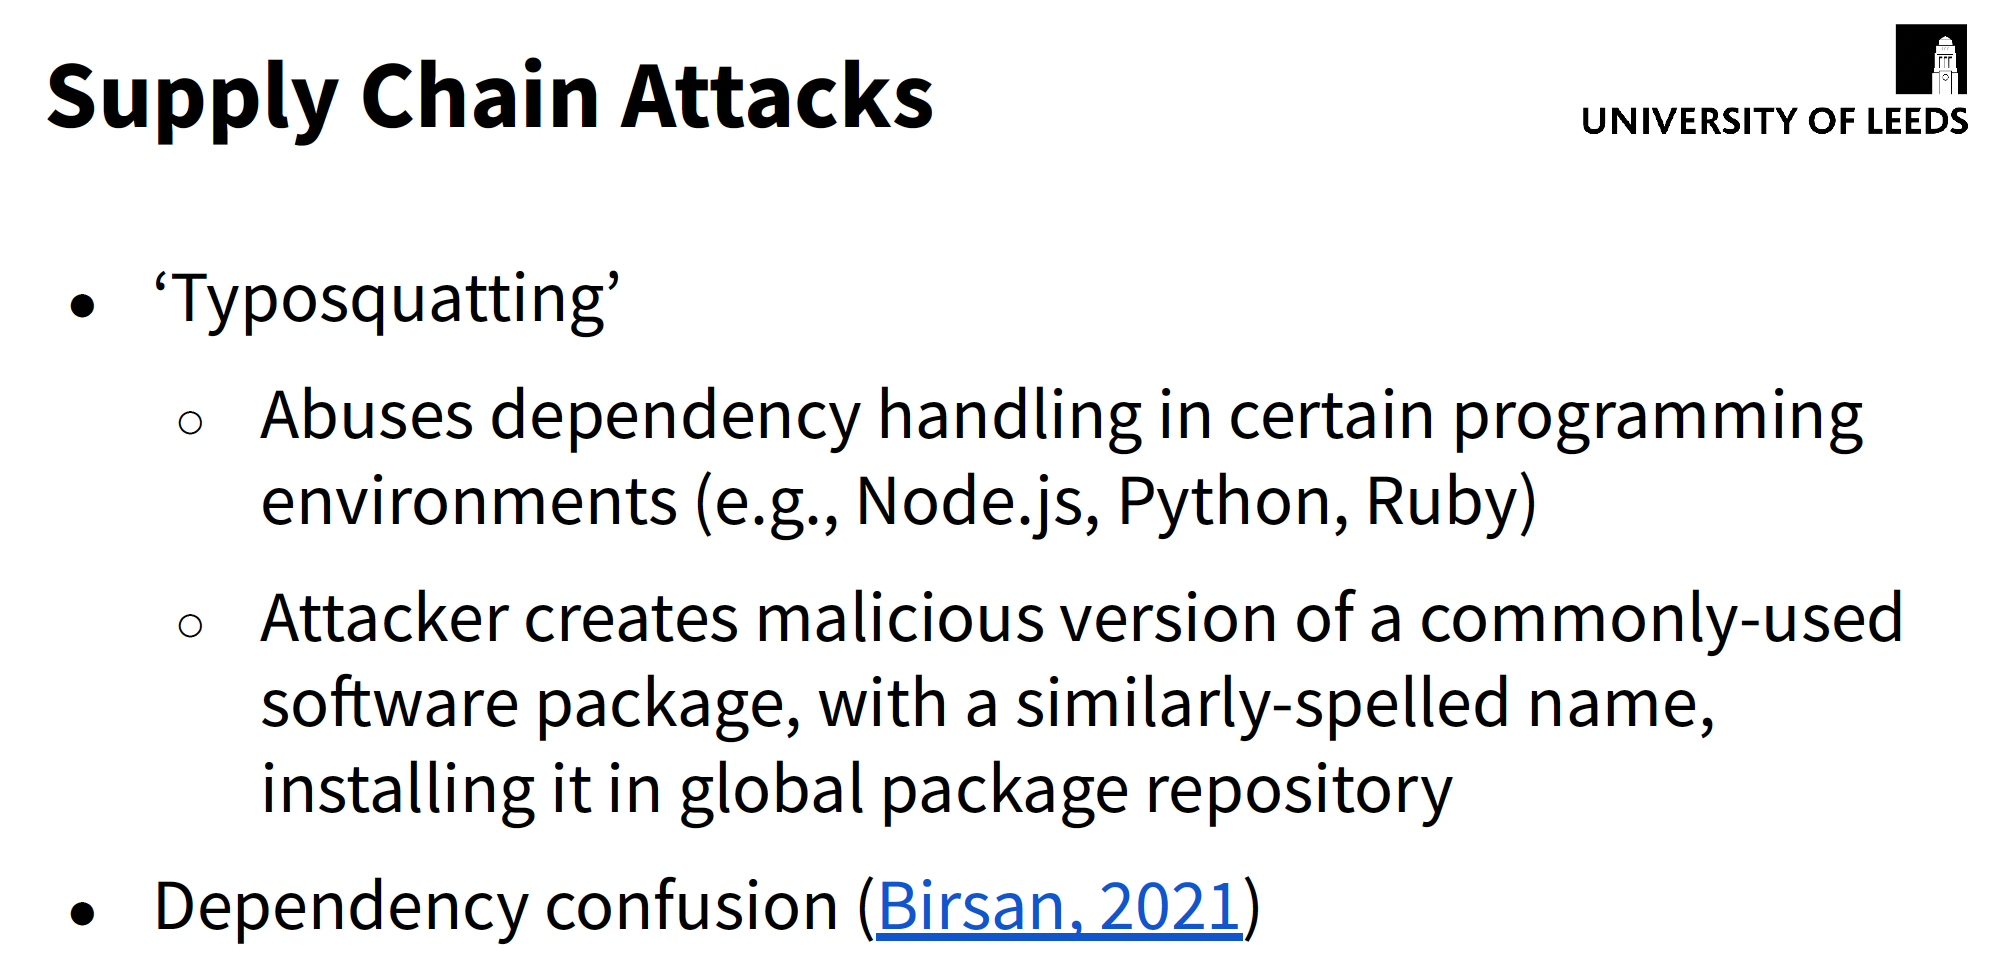 Supply Chain Attacks
UNIVERSITY OF LEEDS
● ‘Typosquatting’
○ Abuses dependency handling in certain programming
environments (e.g., Node.js, Python, Ruby)
○ Attacker creates malicious version of a commonly-used
software package, with a similarly-spelled name,
installing it in global package repository
● Dependency confusion (Birsan, 2021)